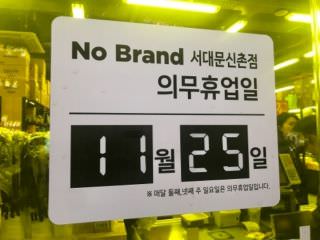 No Brand 서대문신촌점
의무휴업일
11월 25일
※ 매달 둘째,넷째 주 일요일은 의무휴업일입니다.